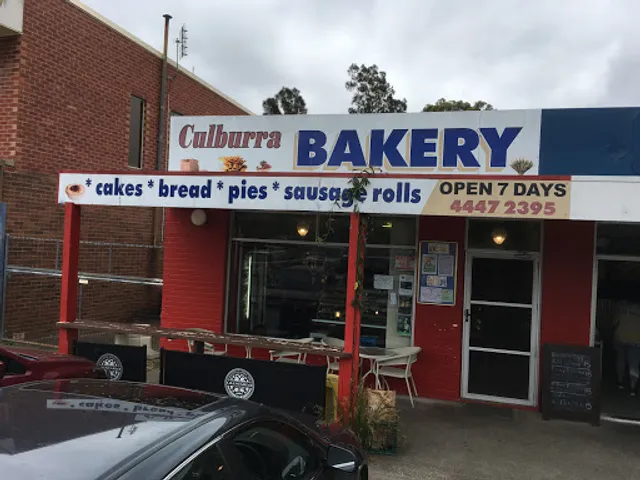 Culburra BAKERY
* cakes * bread * pies * sausage rolls
OPEN 7 DAYS
4447 2395